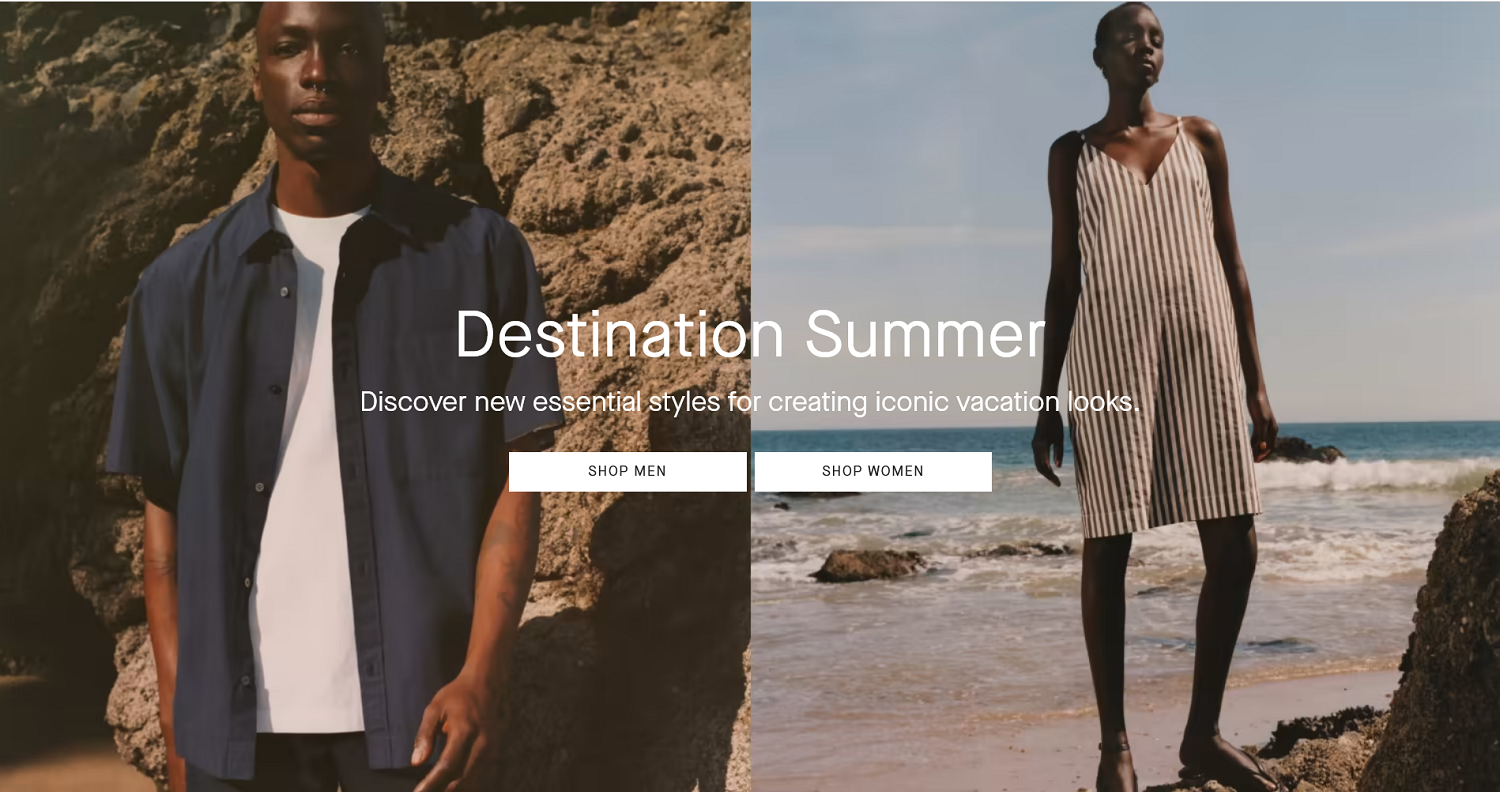 Destination Summer
Discover new essential styles for creating iconic vacation looks.
SHOP MEN
SHOP WOMEN